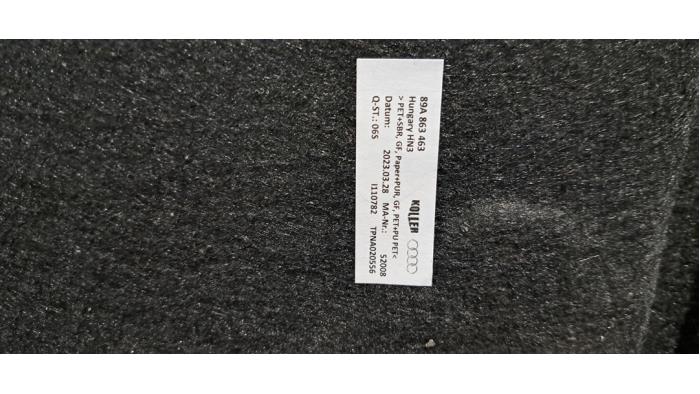 89A 863 463
Hungary HN3 KOLLER
> PET+SBR, GF, Paper+PUR, GF, PET+PU PET<
Datum: 2023.03.28 MA-Nr.: 52008
Q-ST.: 065 I110782 TPNA020556